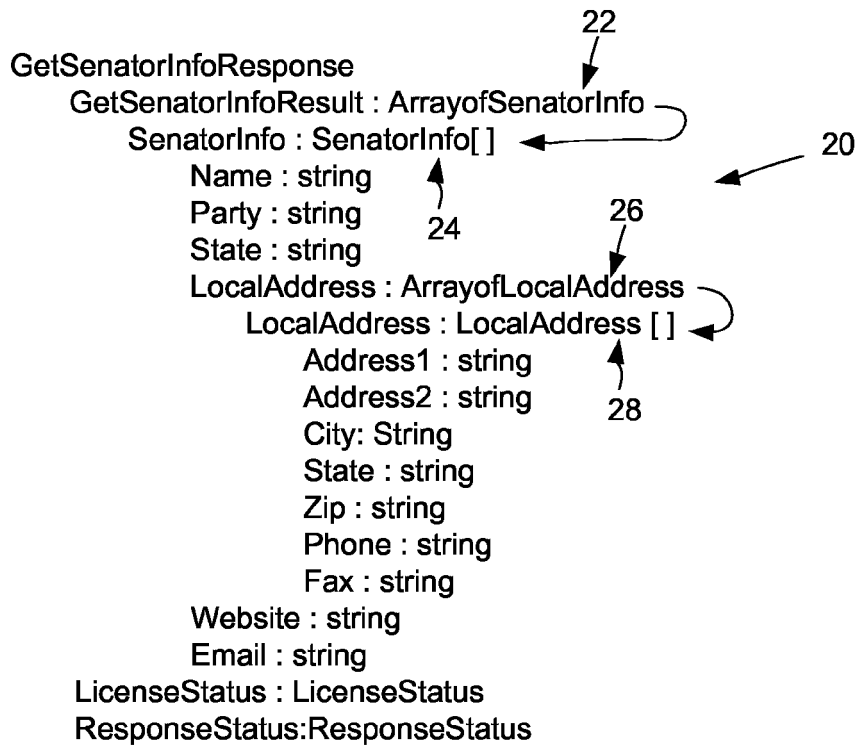 22
GetSenatorInfoResponse
GetSenatorInfoResult : ArrayofSenatorInfo
SenatorInfo : SenatorInfo[ ]
20
Name : string
Party : string
24
26
State : string
LocalAddress : ArrayofLocalAddress
LocalAddress : LocalAddress [ ]
Address1 : string
Address2 : string
28
City: String
State : string
Zip : string
Phone : string
Fax : string
Website : string
Email : string
LicenseStatus : LicenseStatus
ResponseStatus:ResponseStatus